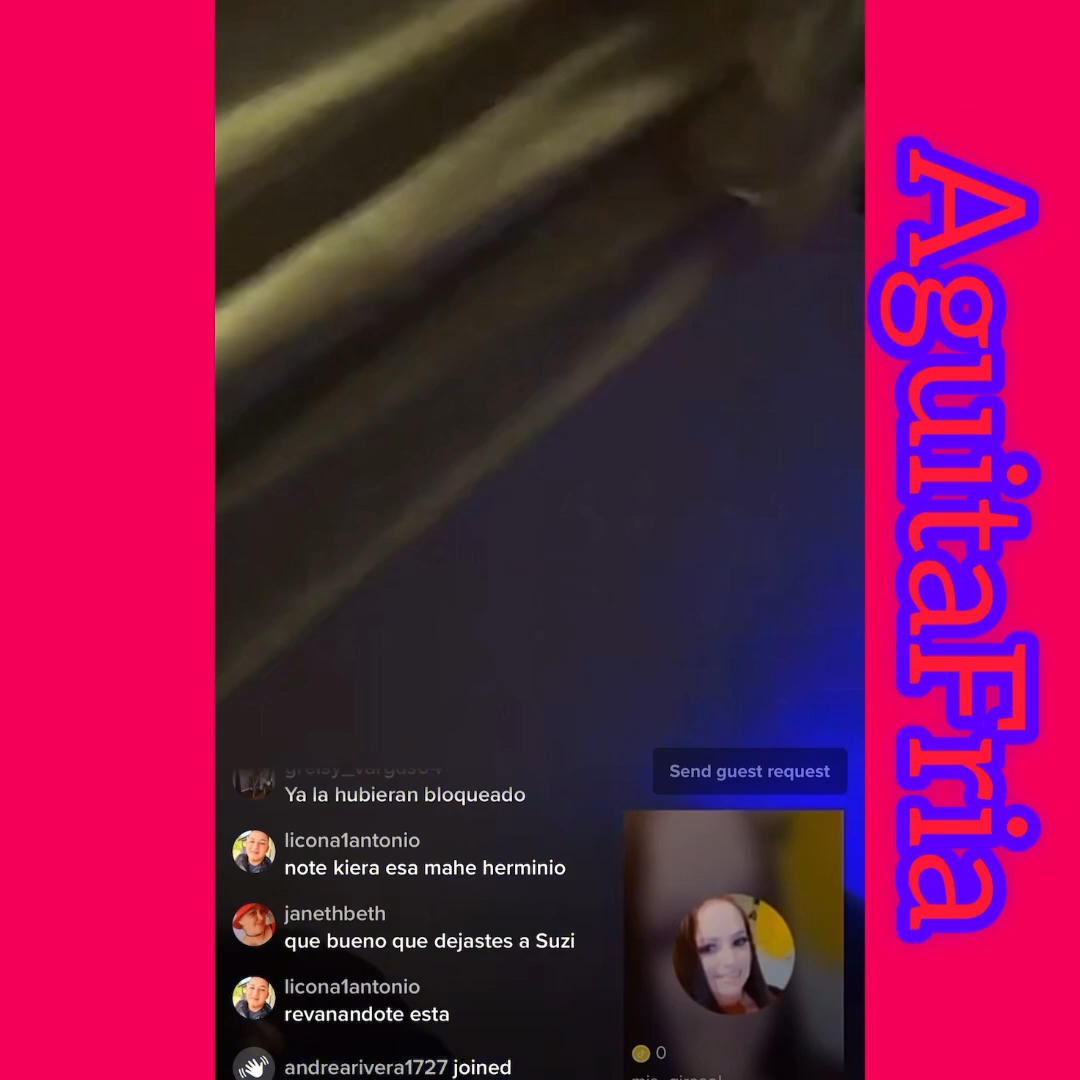 Send guest request
Ya la hubieran bloqueado
licona1antonio
note kiera esa mahe herminio
janethbeth
que bueno que dejastes a Suzi
licona1antonio
revanandote esta
andrearivera1727 joined
0
AguitaFria